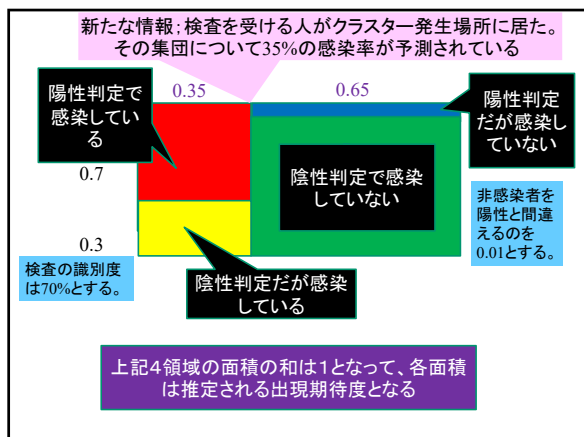 新たな情報;検査を受ける人がクラスター発生場所に居た。
その集団について35%の感染率が予測されている
陽性判定で
感染してい
る
0.35
0.65
陽性判定
だが感染し
ていない
0.7
陰性判定で感染
していない
非感染者を
陽性と間違
えるのを
0.01とする。
0.3
検査の識別度
は70%とする。
陰性判定だが感染
している
上記4領域の面積の和は1となって、各面積
は推定される出現期待度となる